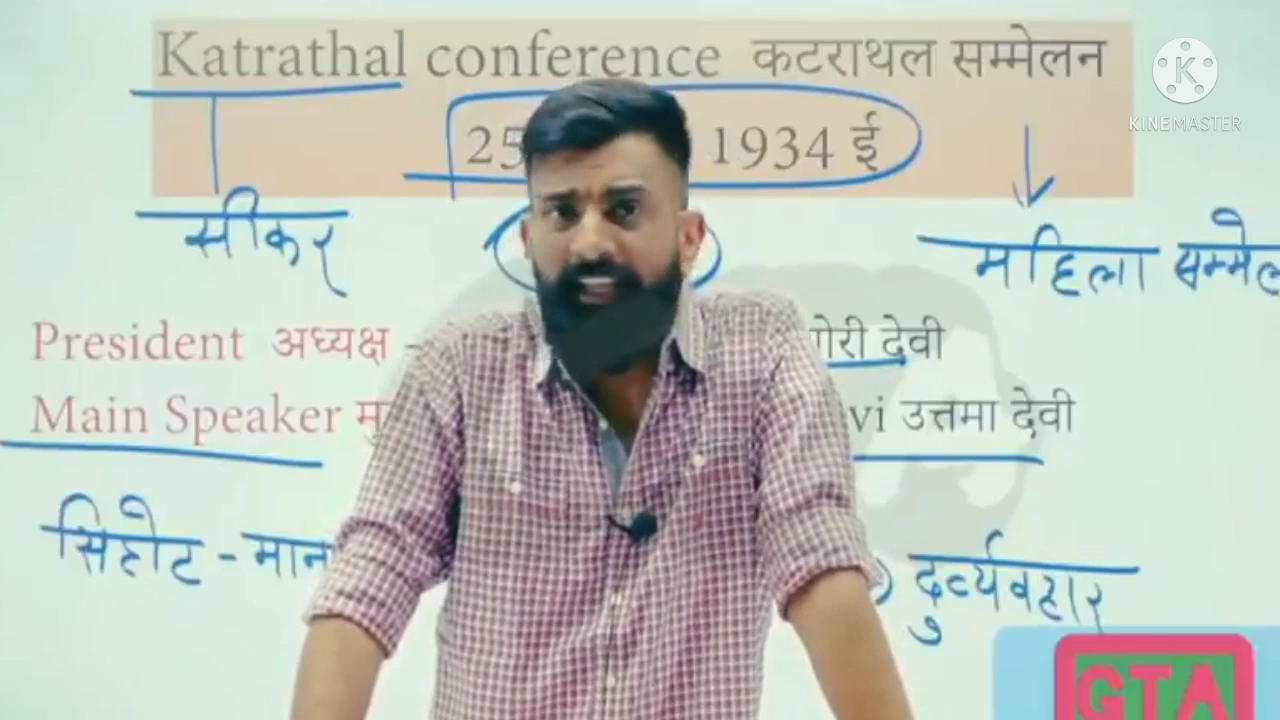 Katrathal conference कटराथल सम्मेलन
KINEMASTER
25 1934 ई
सीकर
महिला सम्मेल
President अध्यक्ष - गोरी देवी
Main Speaker मु vi उत्तमा देवी
सिहोट - मान
दुर्व्यवहार
GTA